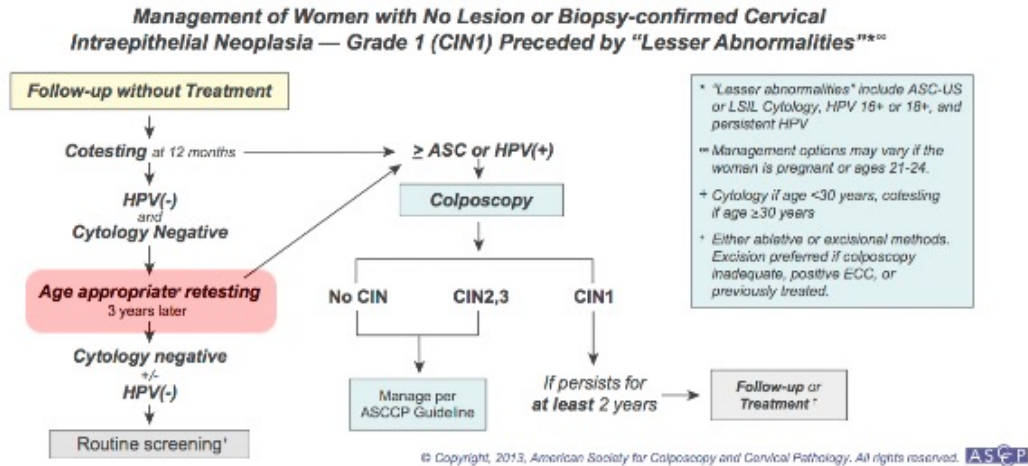 Management of Women with No Lesion or Biopsy-confirmed Cervical
Intraepithelial Neoplasia — Grade 1 (CIN1) Preceded by "Lesser Abnormalities"*∞
Follow-up without Treatment
Cotesting at 12 months
HPV(-)
and
Cytology Negative
Age appropriate+ retesting
3 years later
Cytology negative
+/-
HPV(-)
Routine screening+
≥ ASC or HPV(+)
Colposcopy
No CIN
CIN2,3
CIN1
Manage per
ASCCP Guideline
If persists for
at least 2 years
Follow-up or
Treatment †
* "Lesser abnormalities" include ASC-US
or LSIL Cytology, HPV 16+ or 18+, and
persistent HPV
∞ Management options may vary if the
woman is pregnant or ages 21-24.
+ Cytology if age <30 years, cotesting
if age ≥30 years
† Either ablative or excisional methods.
Excision preferred if colposcopy
inadequate, positive ECC, or
previously treated.
© Copyright, 2013, American Society for Colposcopy and Cervical Pathology. All rights reserved.
ASCCP